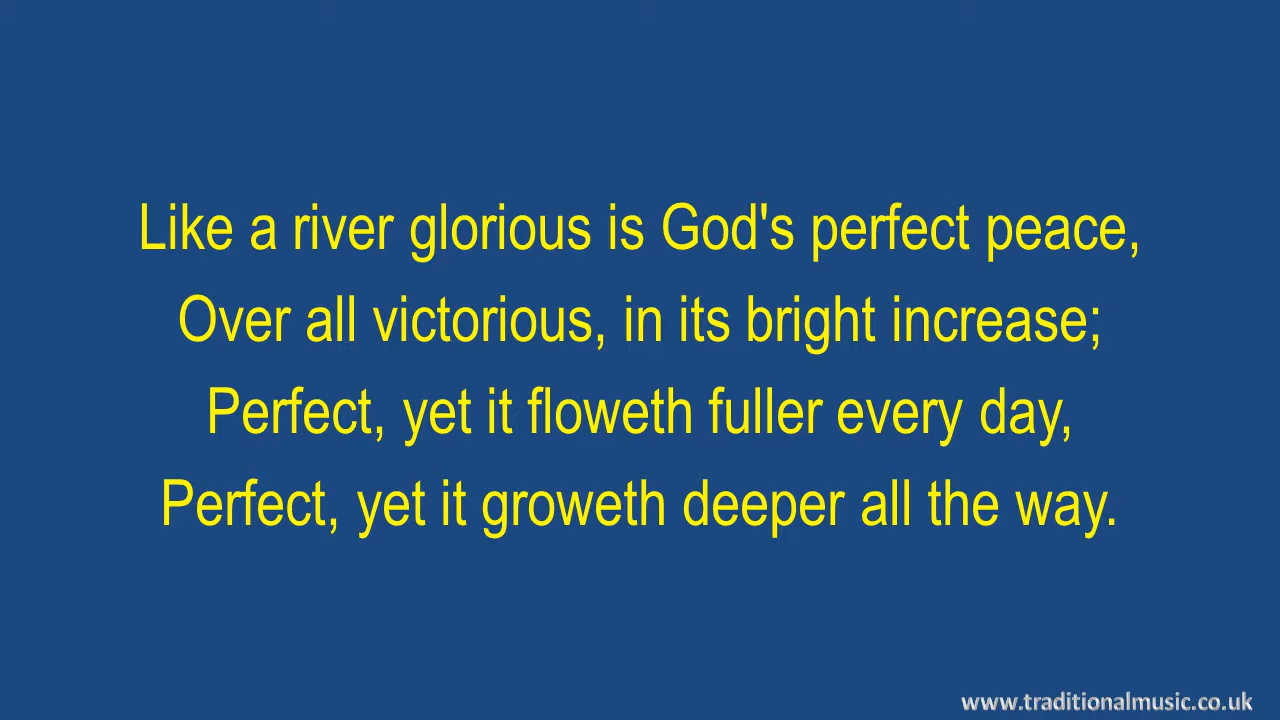 Like a river glorious is God's perfect peace,
Over all victorious, in its bright increase;
Perfect, yet it floweth fuller every day,
Perfect, yet it groweth deeper all the way.
www.traditionalmusic.co.uk